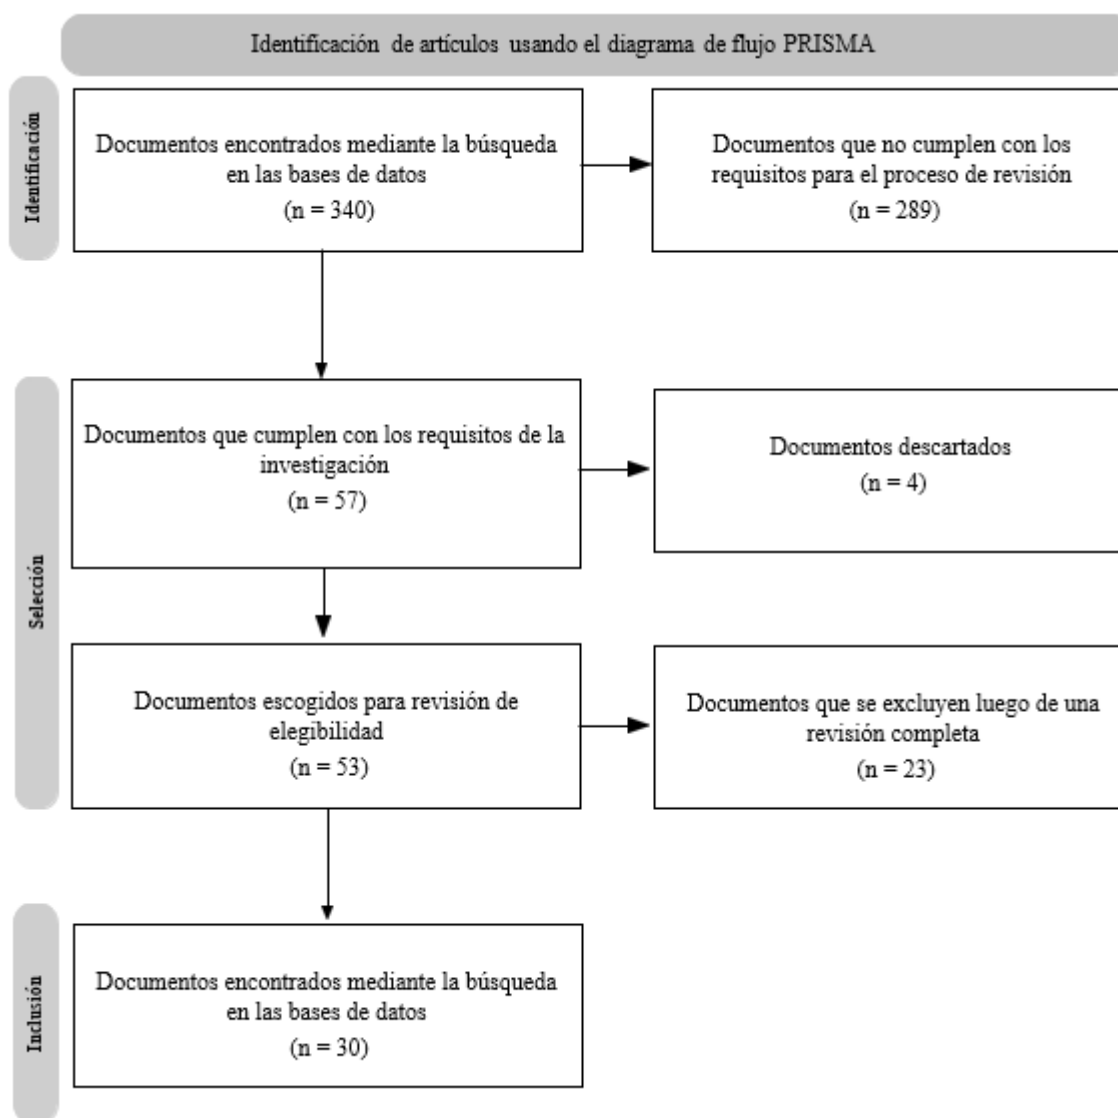 Identificación de artículos usando el diagrama de flujo PRISMA
Identificación
Documentos encontrados mediante la búsqueda
en las bases de datos
(n = 340)
Documentos que no cumplen con los
requisitos para el proceso de revisión
(n = 289)
Selección
Documentos que cumplen con los requisitos de la
investigación
(n = 57)
Documentos descartados
(n = 4)
Documentos escogidos para revisión de
elegibilidad
(n = 53)
Documentos que se excluyen luego de una
revisión completa
(n = 23)
Inclusión
Documentos encontrados mediante la búsqueda
en las bases de datos
(n = 30)